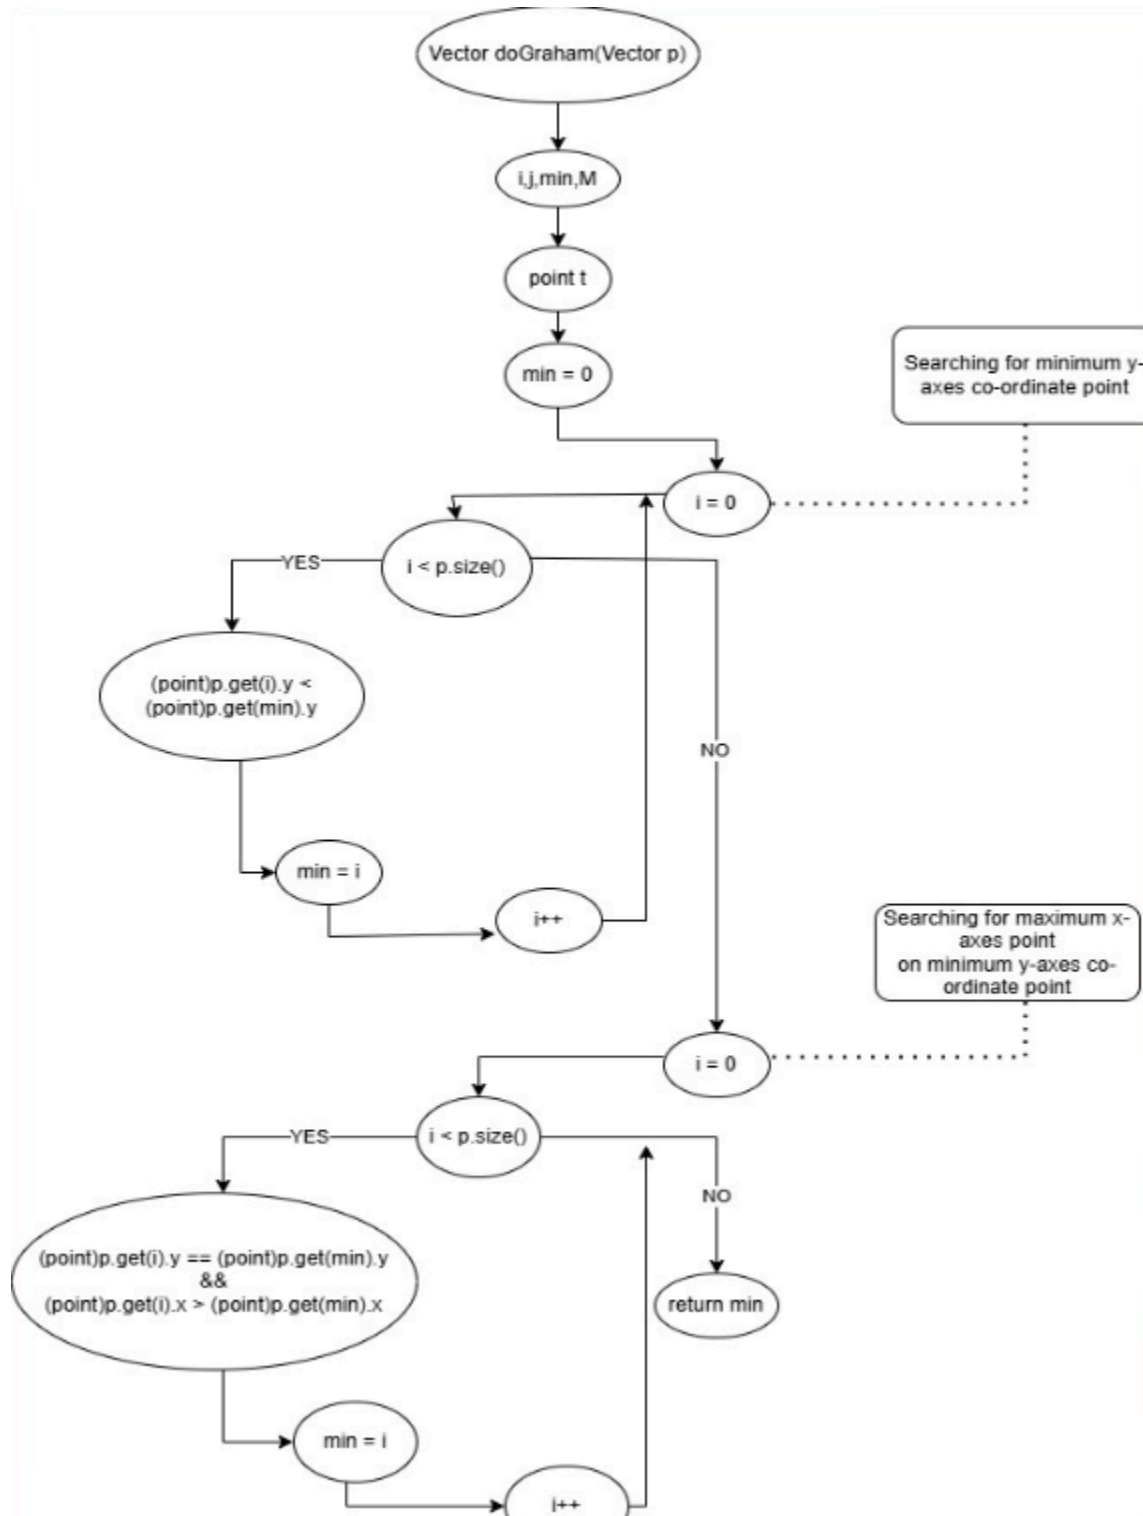 Vector doGraham(Vector p)
i,j,min,M
point t
min = 0
Searching for minimum y-
axes co-ordinate point
i = 0
i < p.size()
YES
(point)p.get(i).y <
(point)p.get(min).y
NO
min = i
i++
Searching for maximum x-
axes point
on minimum y-axes co-
ordinate point
i = 0
i < p.size()
YES
NO
(point)p.get(i).y == (point)p.get(min).y
&&
(point)p.get(i).x > (point)p.get(min).x
return min
min = i
i++